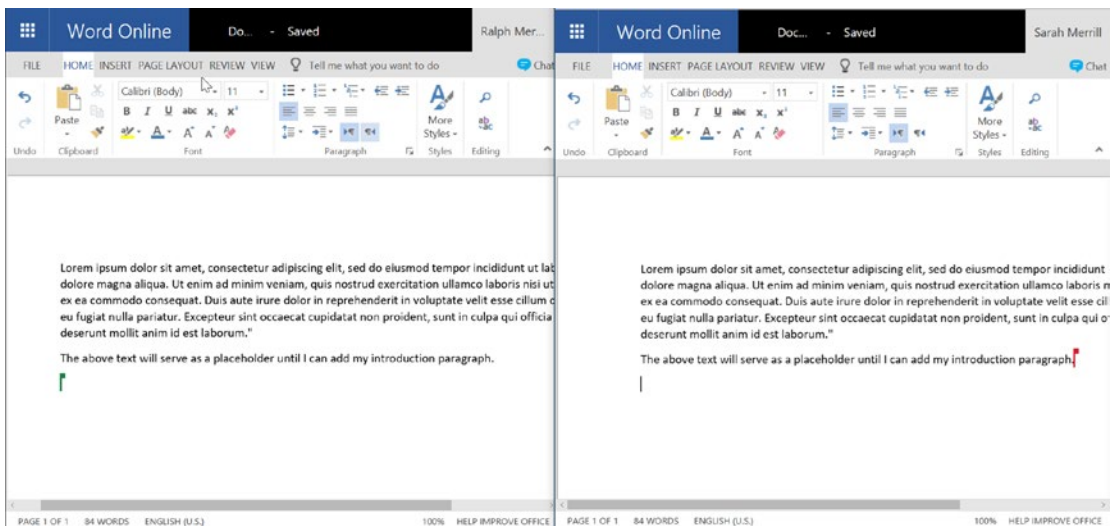 Word Online Do... - Saved Ralph Mer...
FILE HOME INSERT PAGE LAYOUT REVIEW VIEW Tell me what you want to do Chat
Calibri (Body) 11
Paste B I U abc X₂ X² More
Styles
A A A
Undo Clipboard Font Paragraph Styles Editing
Lorem ipsum dolor sit amet, consectetur adipiscing elit, sed do eiusmod tempor incididunt ut lab
dolore magna aliqua. Ut enim ad minim veniam, quis nostrud exercitation ullamco laboris nisi ut
ex ea commodo consequat. Duis aute irure dolor in reprehenderit in voluptate velit esse cillum d
eu fugiat nulla pariatur. Excepteur sint occaecat cupidatat non proident, sunt in culpa qui officia
deserunt mollit anim id est laborum."
The above text will serve as a placeholder until I can add my introduction paragraph.
PAGE 1 OF 1 84 WORDS ENGLISH (U.S.) 100% HELP IMPROVE OFFICE
Word Online Doc... - Saved Sarah Merrill
FILE HOME INSERT PAGE LAYOUT REVIEW VIEW Tell me what you want to do Chat
Calibri (Body) 11
Paste B I U abc X₂ X² More
Styles
A A A
Undo Clipboard Font Paragraph Styles Editing
Lorem ipsum dolor sit amet, consectetur adipiscing elit, sed do eiusmod tempor incididunt
dolore magna aliqua. Ut enim ad minim veniam, quis nostrud exercitation ullamco laboris n
ex ea commodo consequat. Duis aute irure dolor in reprehenderit in voluptate velit esse cil
eu fugiat nulla pariatur. Excepteur sint occaecat cupidatat non proident, sunt in culpa qui o
deserunt mollit anim id est laborum."
The above text will serve as a placeholder until I can add my introduction paragraph.
PAGE 1 OF 1 84 WORDS ENGLISH (U.S.) 100% HELP IMPROVE OFFICE